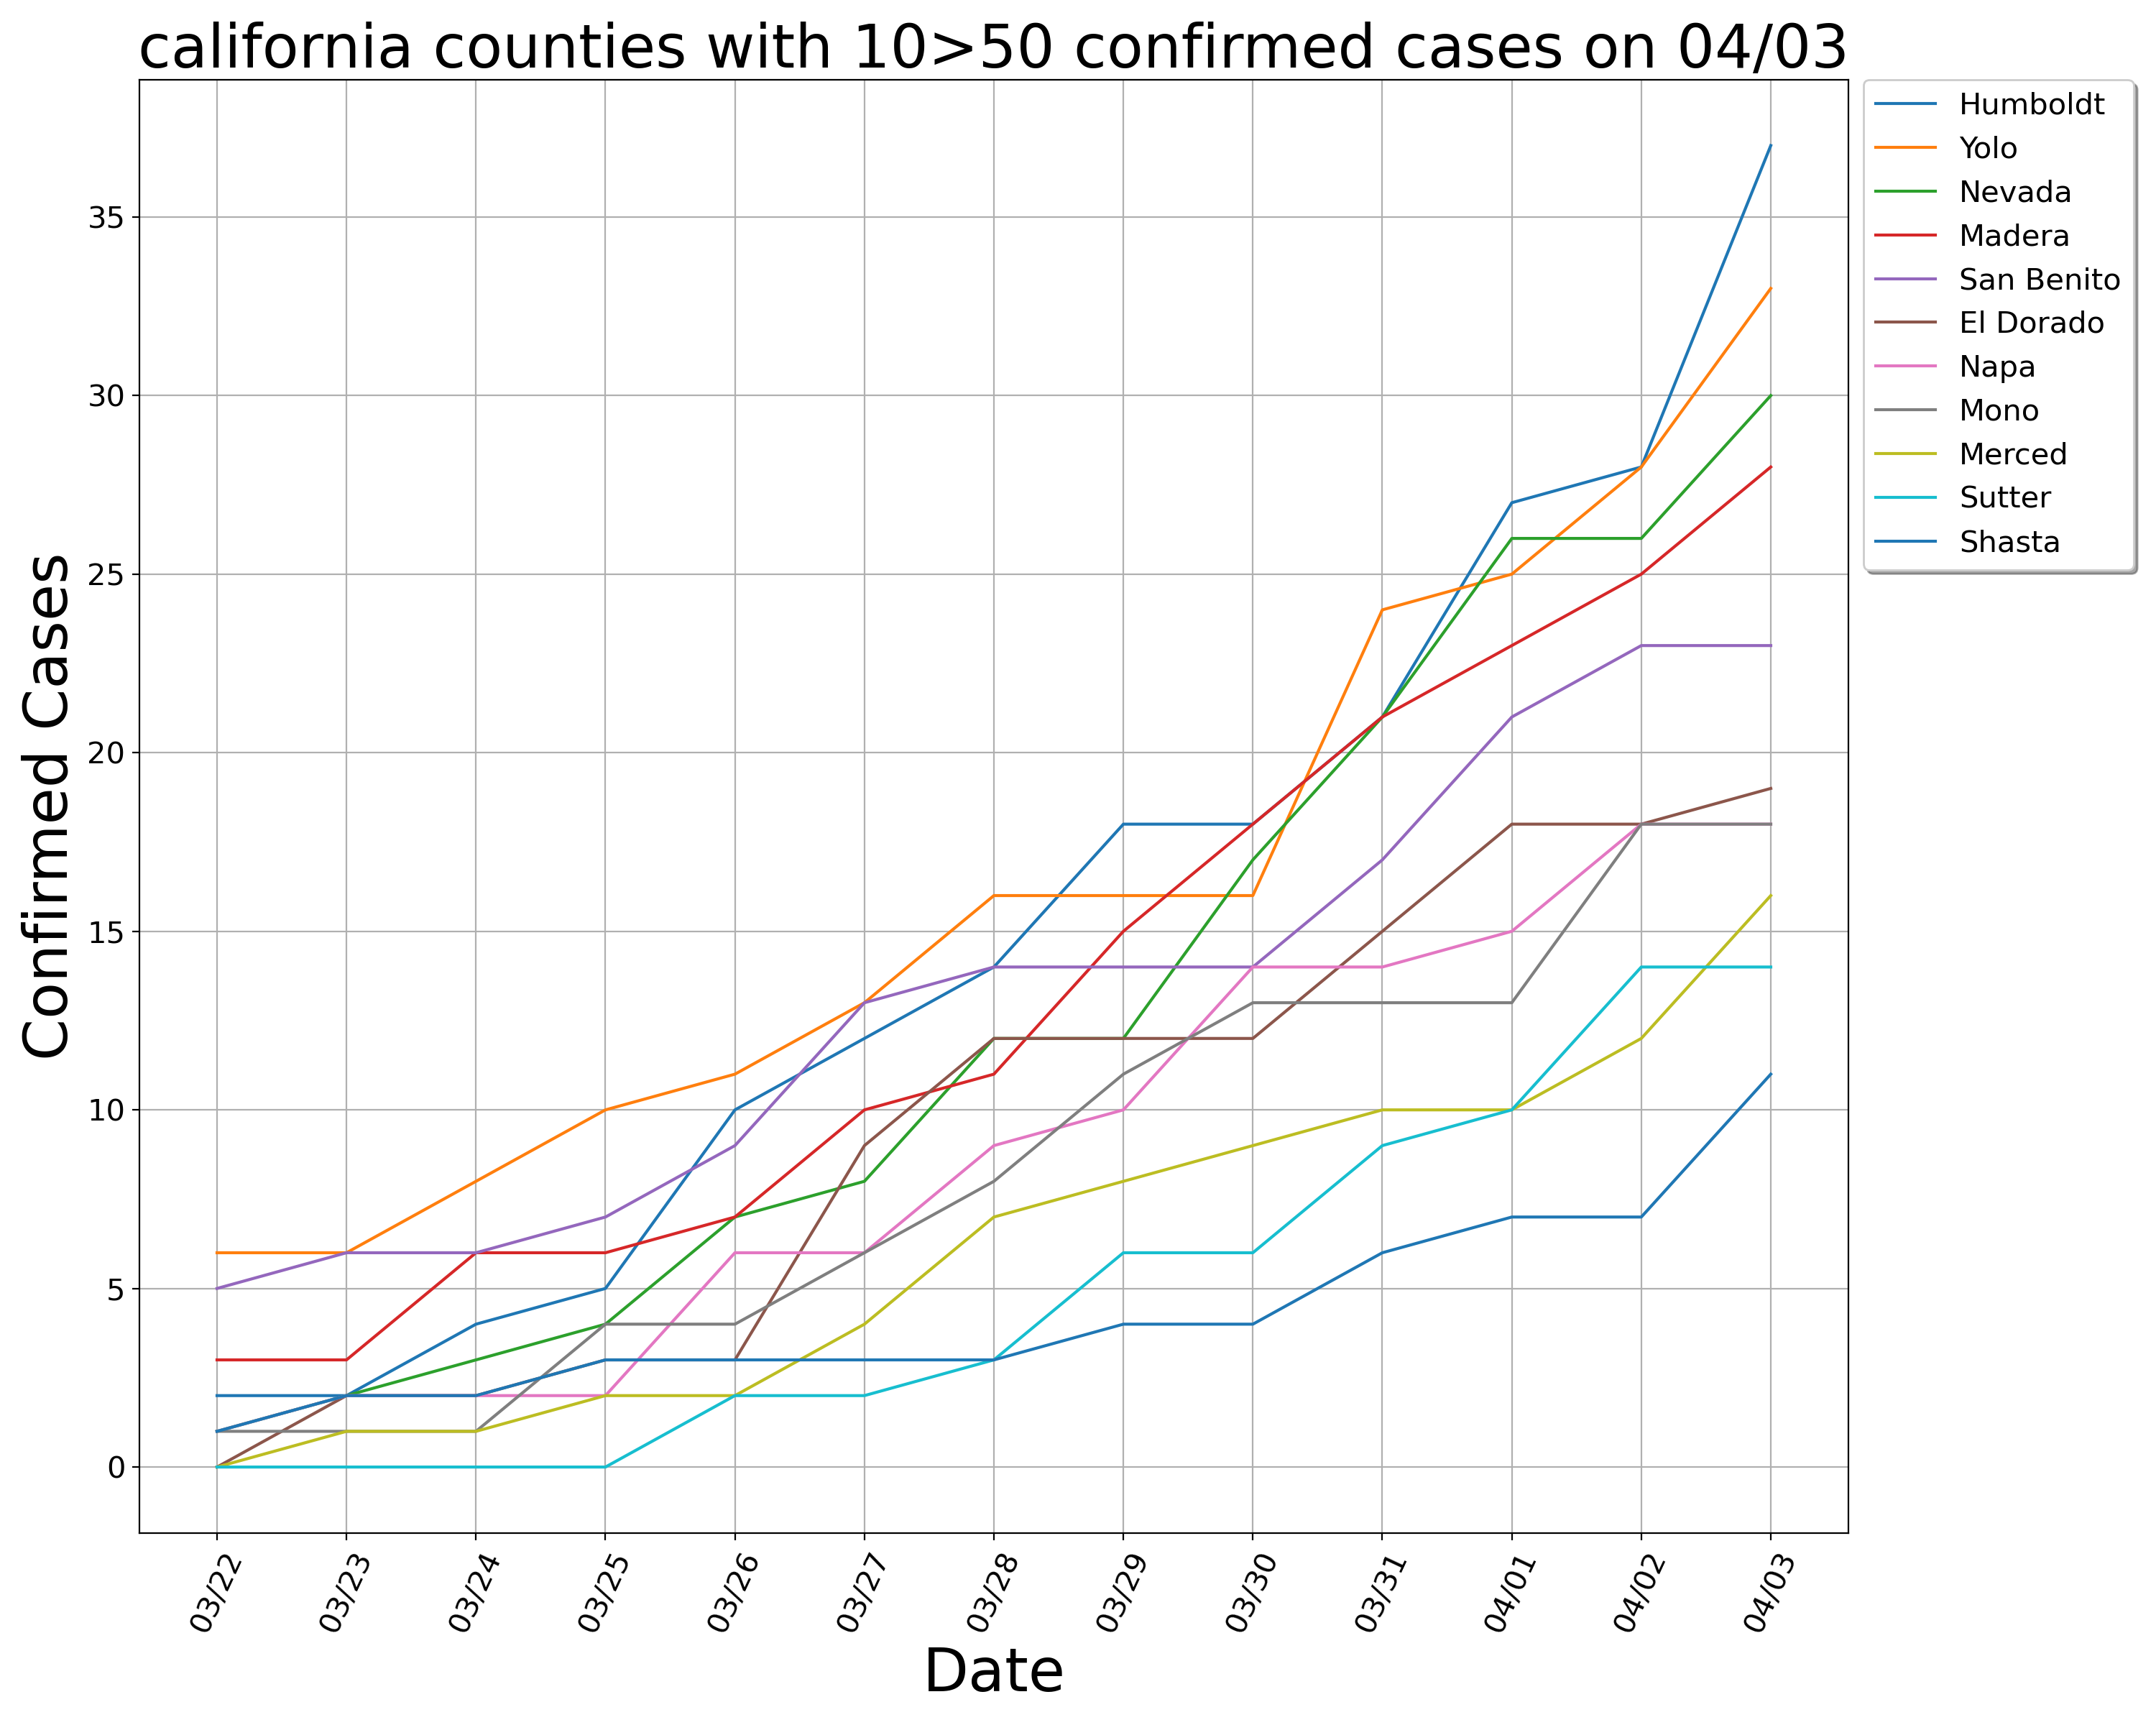 california counties with 10>50 confirmed cases on 04/03
Humboldt
Yolo
Nevada
Madera
San Benito
El Dorado
Napa
Mono
Merced
Sutter
Shasta
Confirmed Cases
35
30
25
20
15
10
5
0
03/22
03/23
03/24
03/25
03/26
03/27
03/28
03/29
03/30
03/31
04/01
04/02
04/03
Date